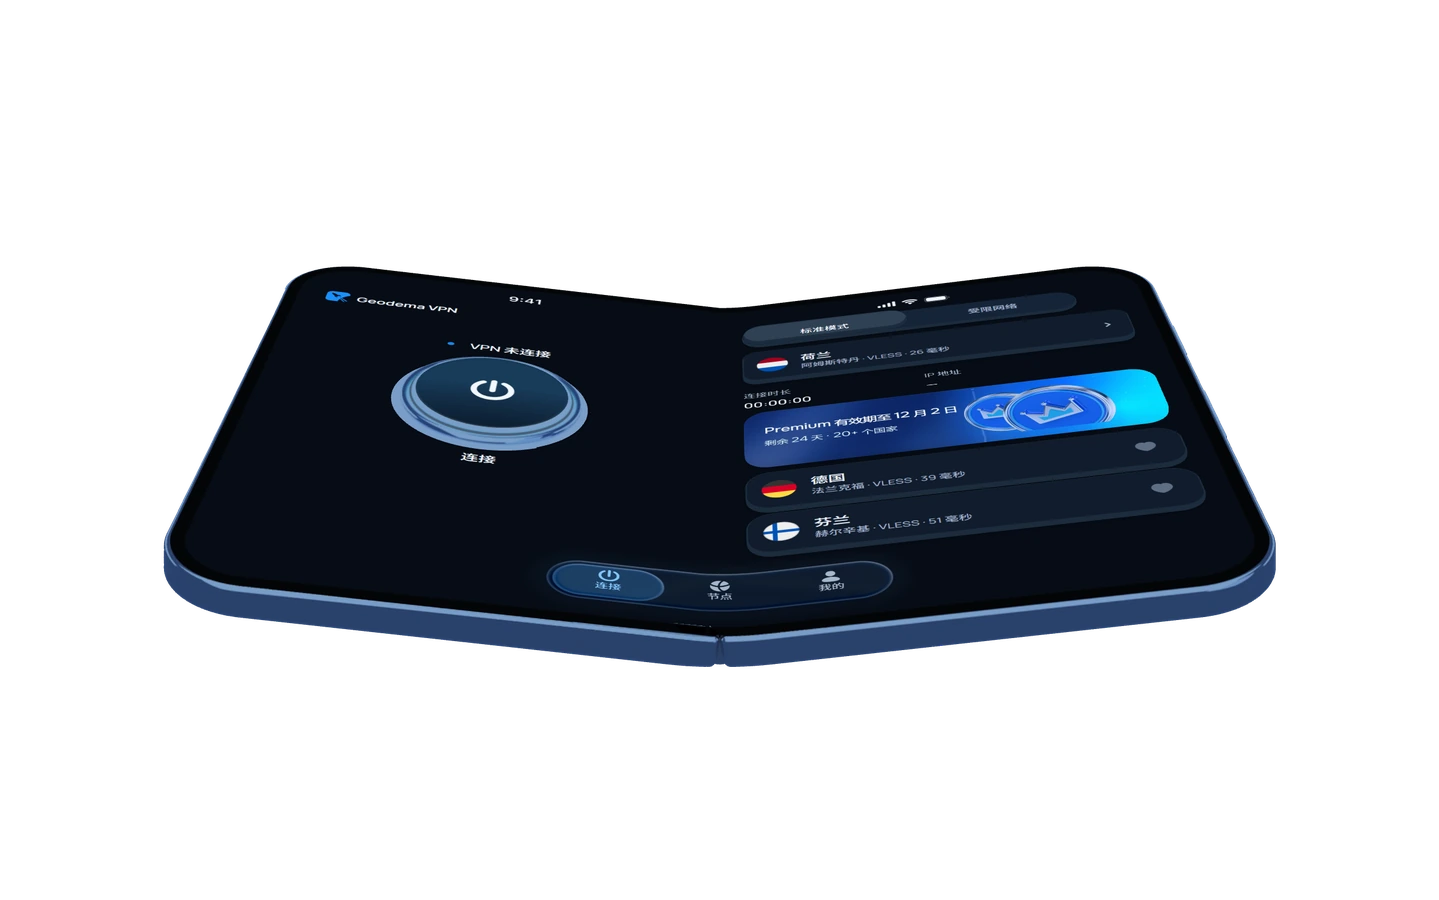 Geodema VPN
9:41
VPN 未连接
连接
标准模式
受限网络
荷兰
阿姆斯特丹 · VLESS · 26 毫秒
连接时长
00:00:00
IP 地址
—
Premium 有效期至 12 月 2 日
剩余 24 天 · 20+ 个国家
德国
法兰克福 · VLESS · 39 毫秒
芬兰
赫尔辛基 · VLESS · 51 毫秒
连接
节点
我的